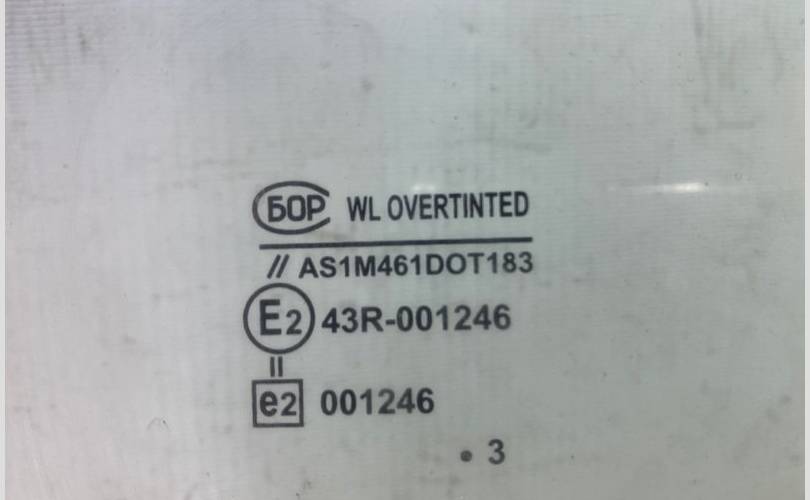 БОР WL OVERTINTED
// AS1M461DOT183
E2 43R-001246
II
e2 001246
. 3